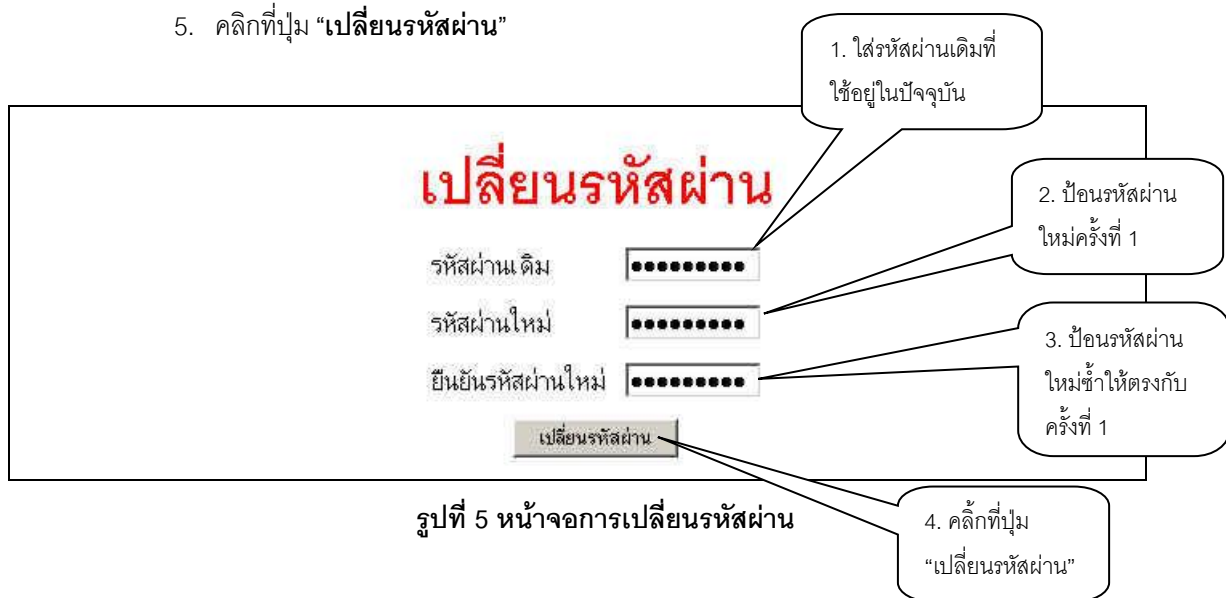 5. คลิกที่ปุ่ม “เปลี่ยนรหัสผ่าน”
1. ใส่รหัสผ่านเดิมที่
ใช้อยู่ในปัจจุบัน
เปลี่ยนรหัสผ่าน
2. ป้อนรหัสผ่าน
ใหม่ครั้งที่ 1
รหัสผ่านเดิม
รหัสผ่านใหม่
3. ป้อนรหัสผ่าน
ใหม่ซ้ำให้ตรงกับ
ครั้งที่ 1
ยืนยันรหัสผ่านใหม่
เปลี่ยนรหัสผ่าน
รูปที่ 5 หน้าจอการเปลี่ยนรหัสผ่าน
4. คลิ้กที่ปุ่ม
“เปลี่ยนรหัสผ่าน”